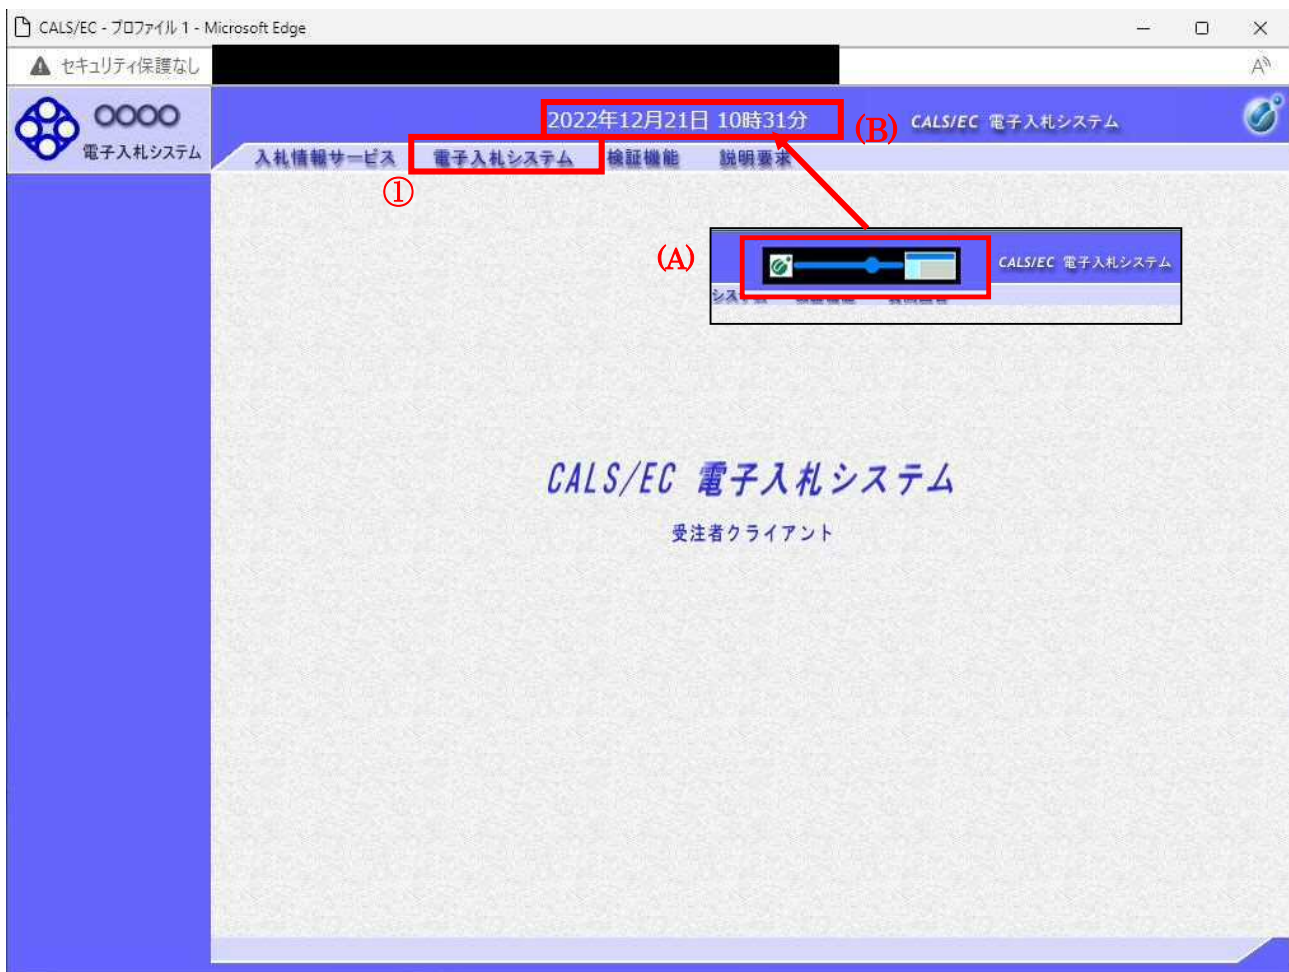 CALS/EC - プロファイル 1 - Microsoft Edge
セキュリティ保護なし
○○○○
電子入札システム
2022年12月21日 10時31分
(B)
CALS/EC 電子入札システム
入札情報サービス 電子入札システム 検証機能 説明要求
①
(A)
CALS/EC 電子入札システム
システム
CALS/EC 電子入札システム
受注者クライアント